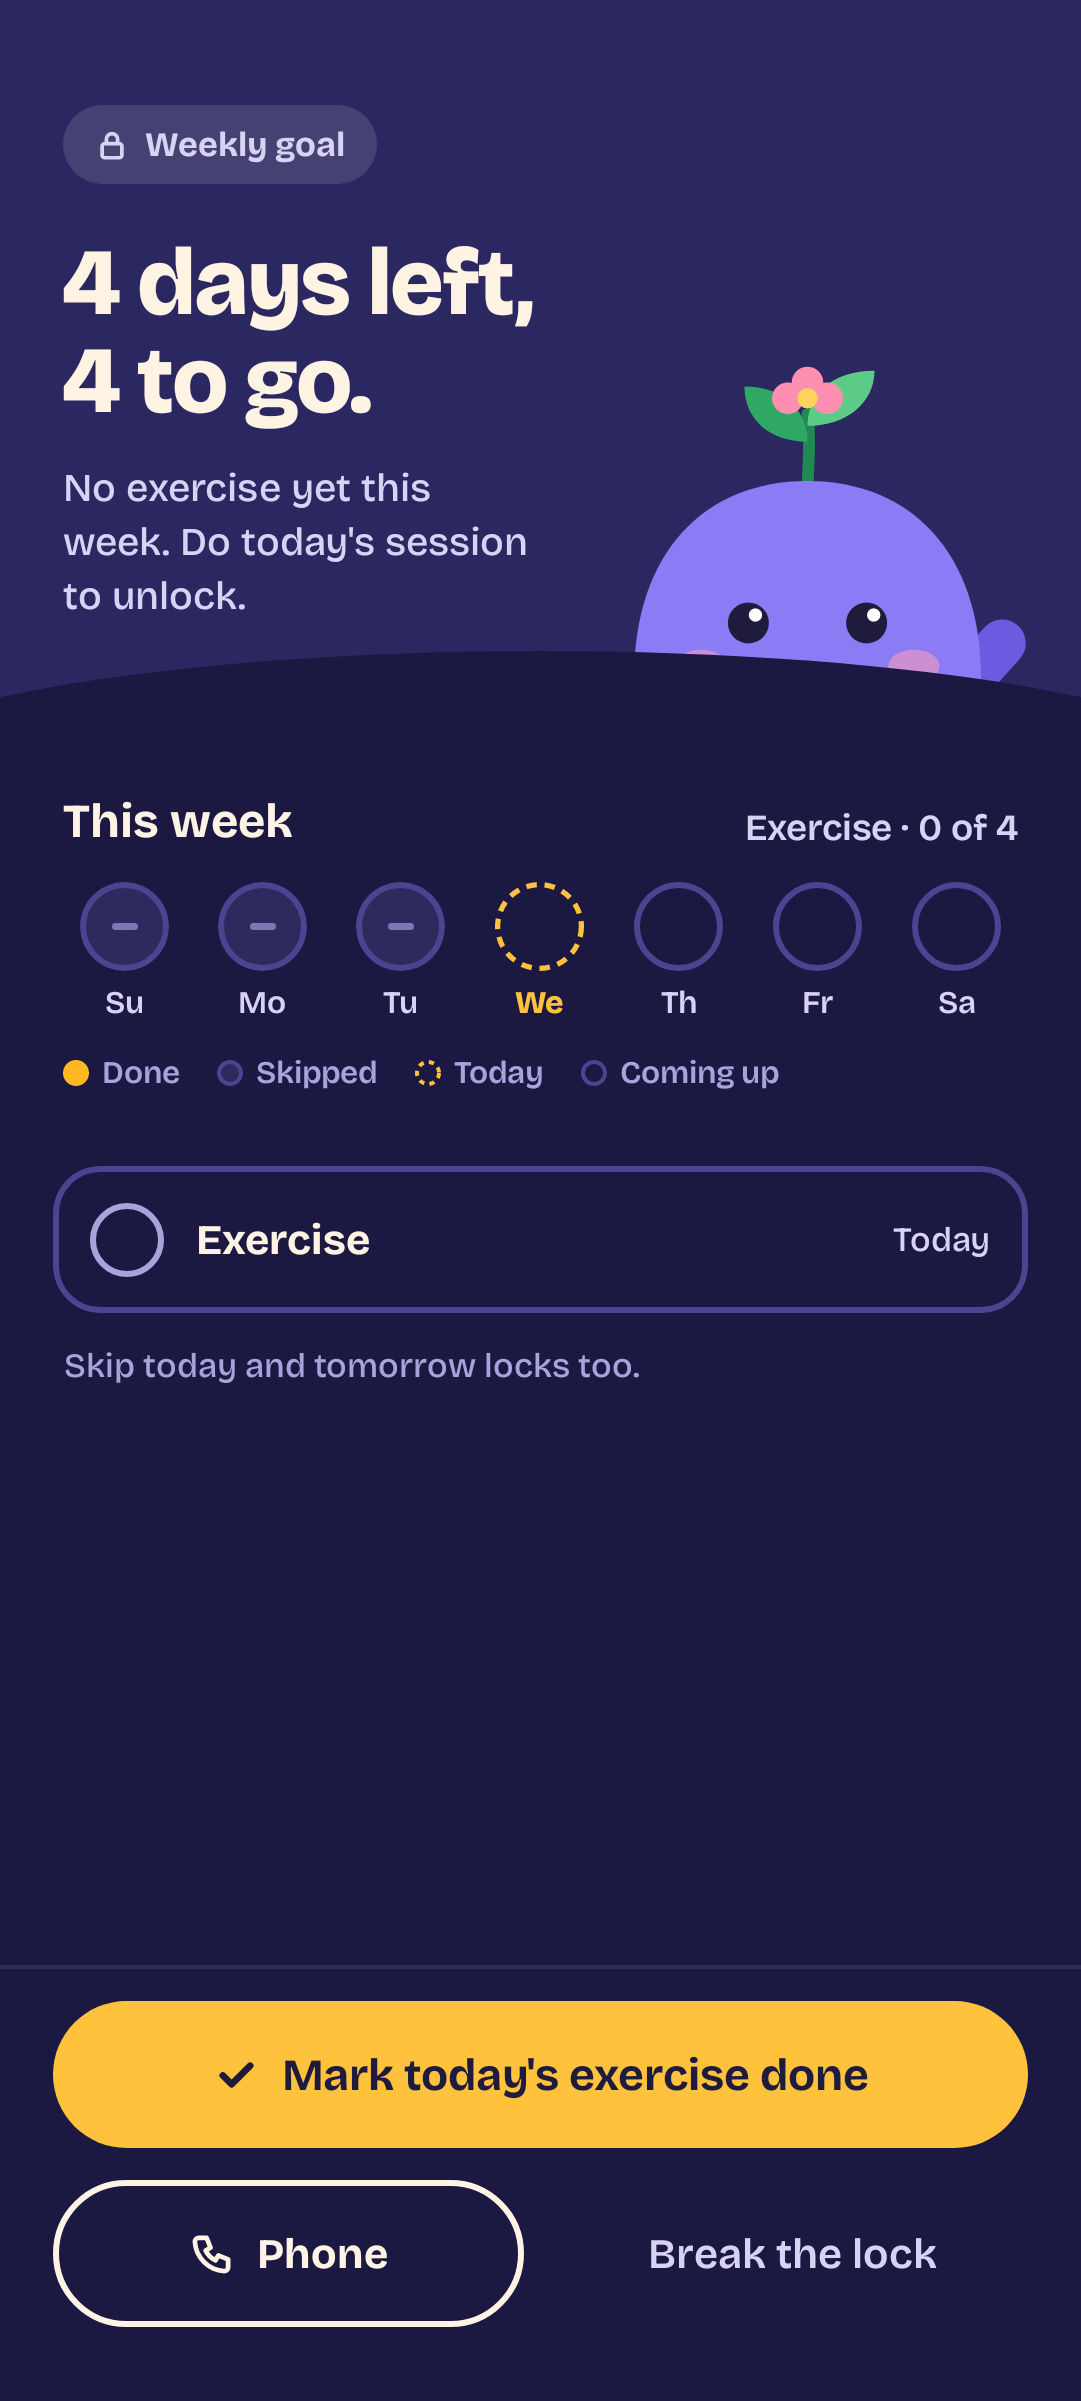 Weekly goal
4 days left,
4 to go.
No exercise yet this
week. Do today's session
to unlock.
This week
Exercise · 0 of 4
Su Mo Tu We Th Fr Sa
Done Skipped Today Coming up
Exercise Today
Skip today and tomorrow locks too.
Mark today's exercise done
Phone Break the lock